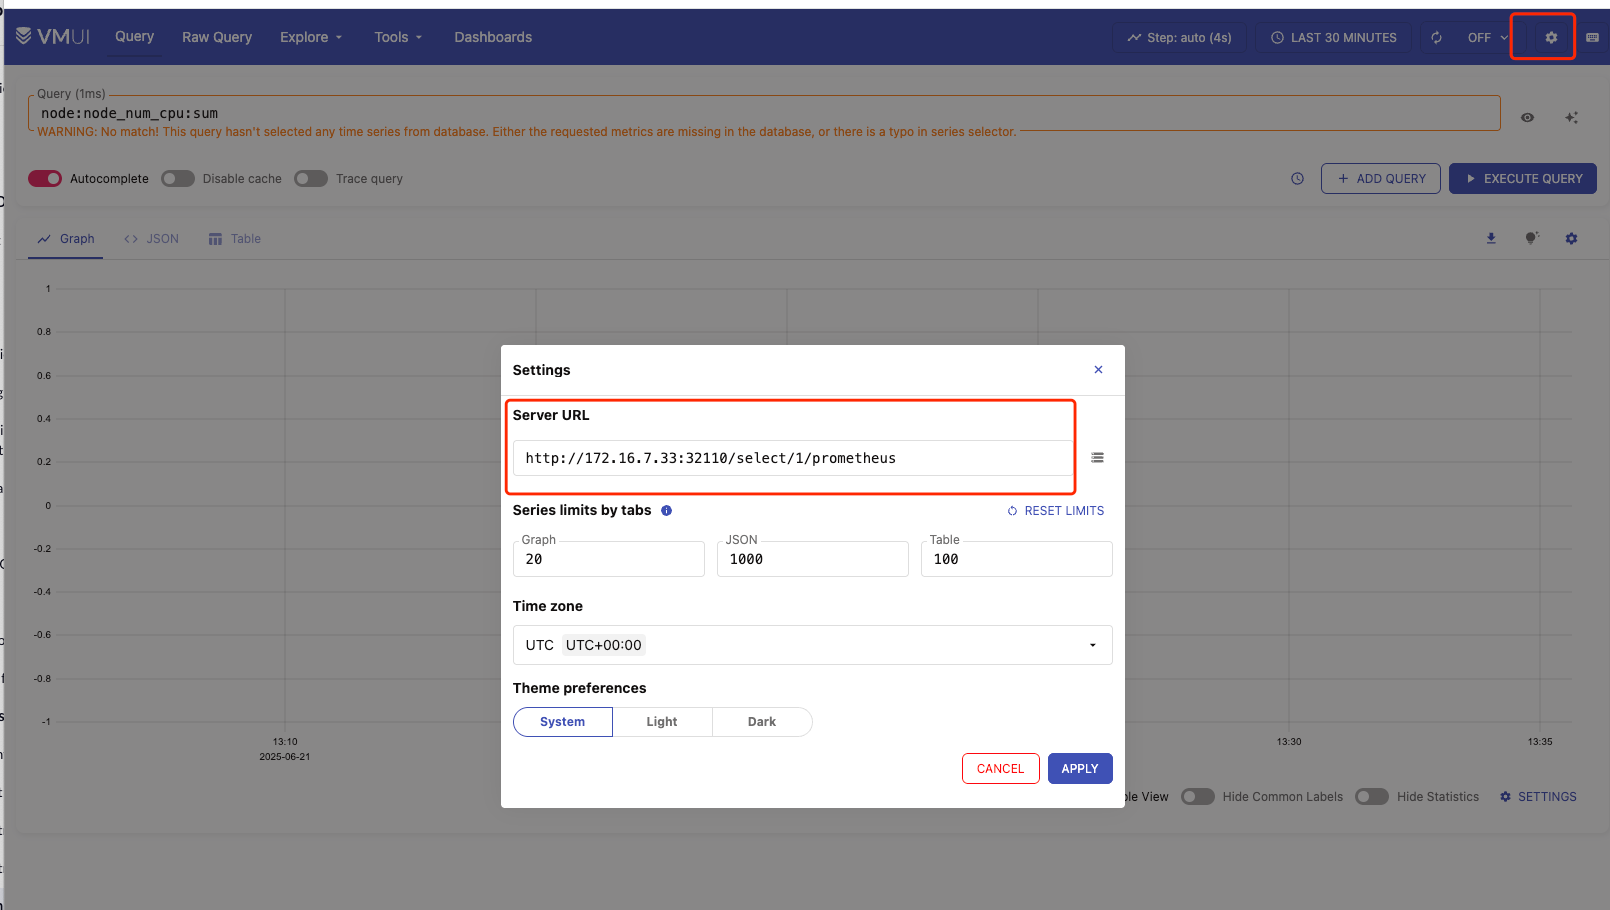 VMUI Query Raw Query Explore Tools Dashboards Step: auto (4s) LAST 30 MINUTES OFF
Query (1ms)
node:node_num_cpu:sum
WARNING: No match! This query hasn't selected any time series from database. Either the requested metrics are missing in the database, or there is a typo in series selector.
Autocomplete Disable cache Trace query ADD QUERY EXECUTE QUERY
Graph JSON Table
1
0.8
0.6
0.4
0.2
0
-0.2
-0.4
-0.6
-0.8
-1
13:10 13:30 13:35
2025-06-21
Settings
Server URL
http://172.16.7.33:32110/select/1/prometheus
Series limits by tabs RESET LIMITS
Graph JSON Table
20 1000 100
Time zone
UTC UTC+00:00
Theme preferences
System Light Dark
CANCEL APPLY
View Hide Common Labels Hide Statistics SETTINGS